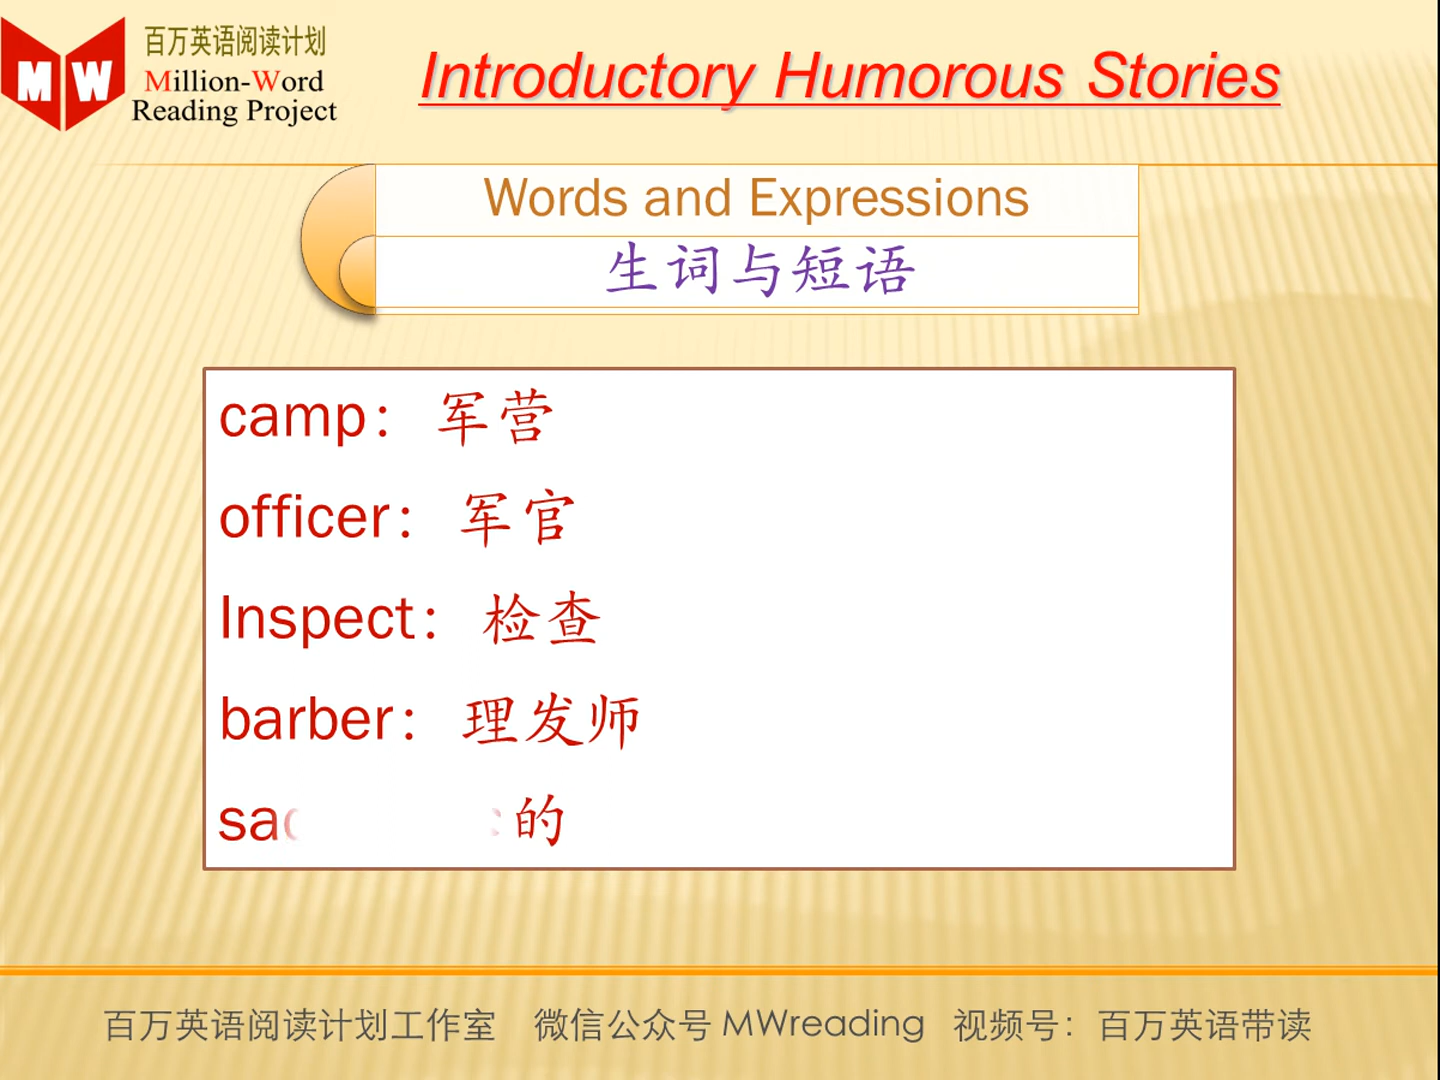 百万英语阅读计划
Million-Word
Reading Project
Introductory Humorous Stories
Words and Expressions
生词与短语
camp：军营
officer：军官
Inspect：检查
barber：理发师
的
百万英语阅读计划工作室 微信公众号 MWreading 视频号：百万英语带读